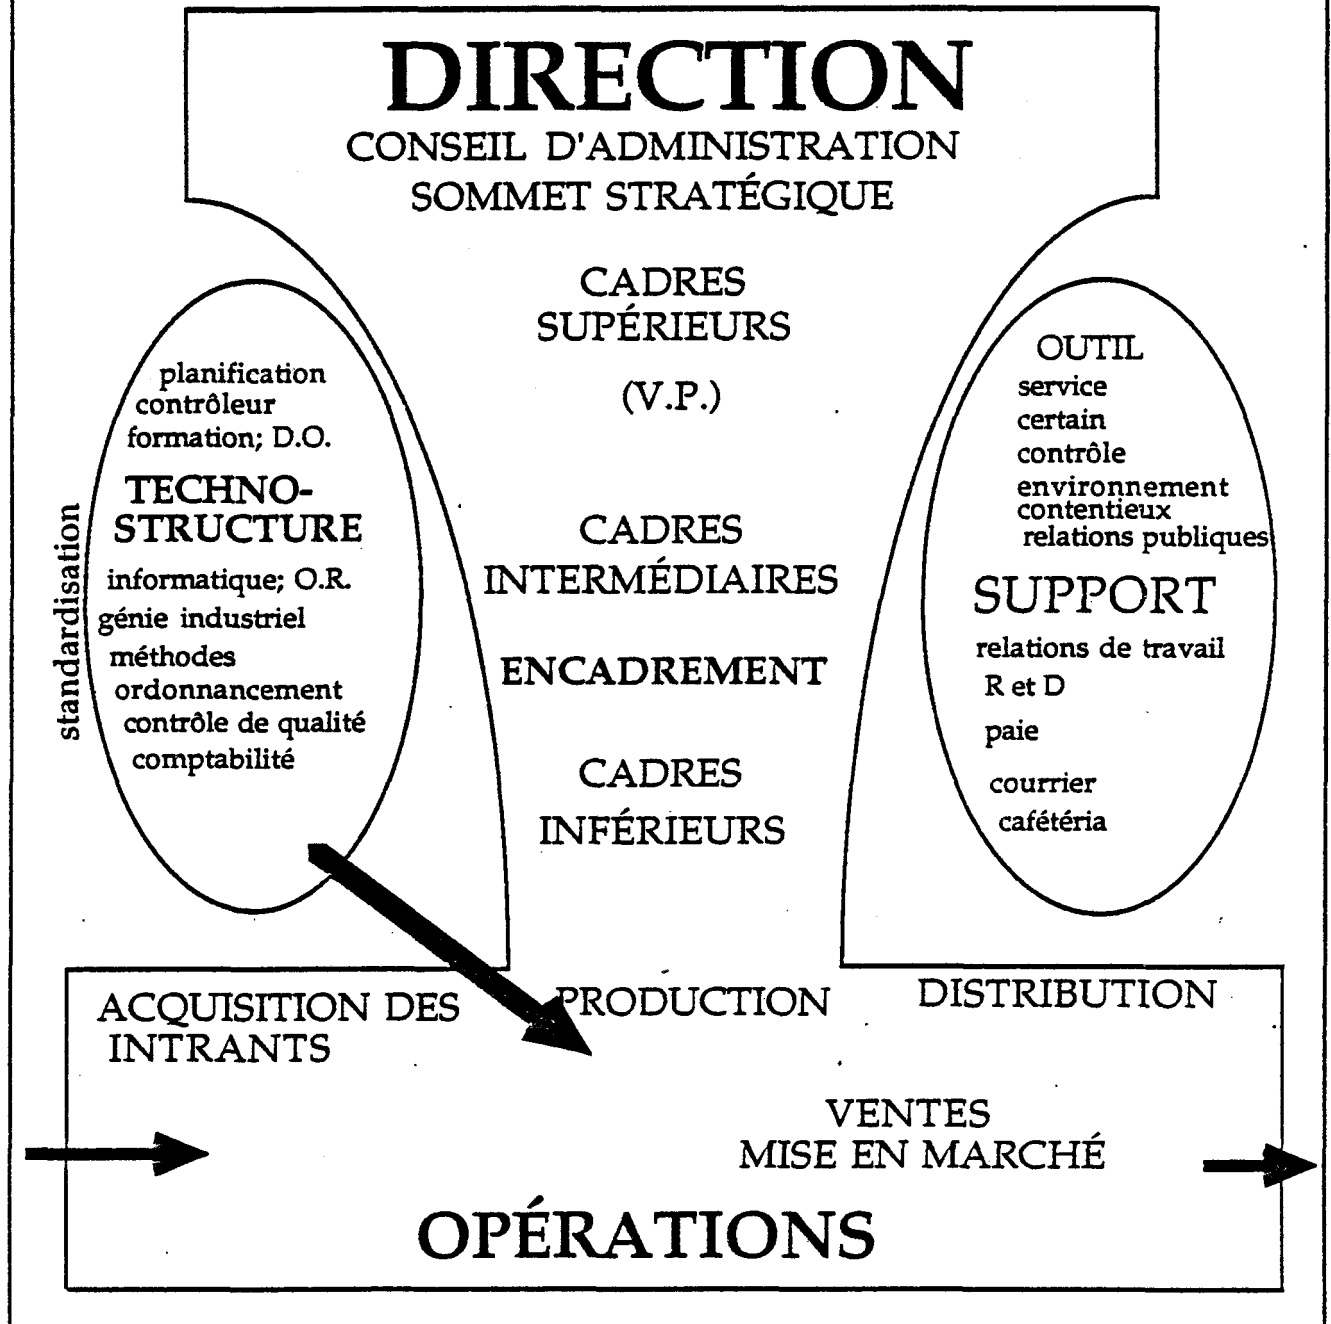 DIRECTION
CONSEIL D'ADMINISTRATION
SOMMET STRATÉGIQUE
CADRES
SUPÉRIEURS
(V.P.)
CADRES
INTERMÉDIAIRES
ENCADREMENT
CADRES
INFÉRIEURS
standardisation
planification
contrôleur
formation; D.O.
TECHNO-
STRUCTURE
informatique; O.R.
génie industriel
méthodes
ordonnancement
contrôle de qualité
comptabilité
OUTIL
service
certain
contrôle
environnement
contentieux
relations publiques
SUPPORT
relations de travail
R et D
paie
courrier
cafétéria
ACQUISITION DES
INTRANTS
PRODUCTION
DISTRIBUTION
VENTES
MISE EN MARCHÉ
OPÉRATIONS